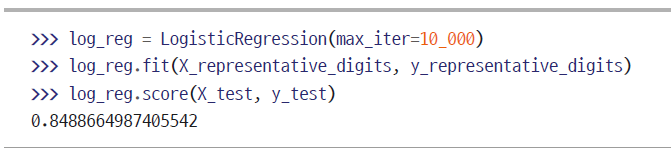 >>> log_reg = LogisticRegression(max_iter=10_000)
>>> log_reg.fit(X_representative_digits, y_representative_digits)
>>> log_reg.score(X_test, y_test)
0.8488664987405542